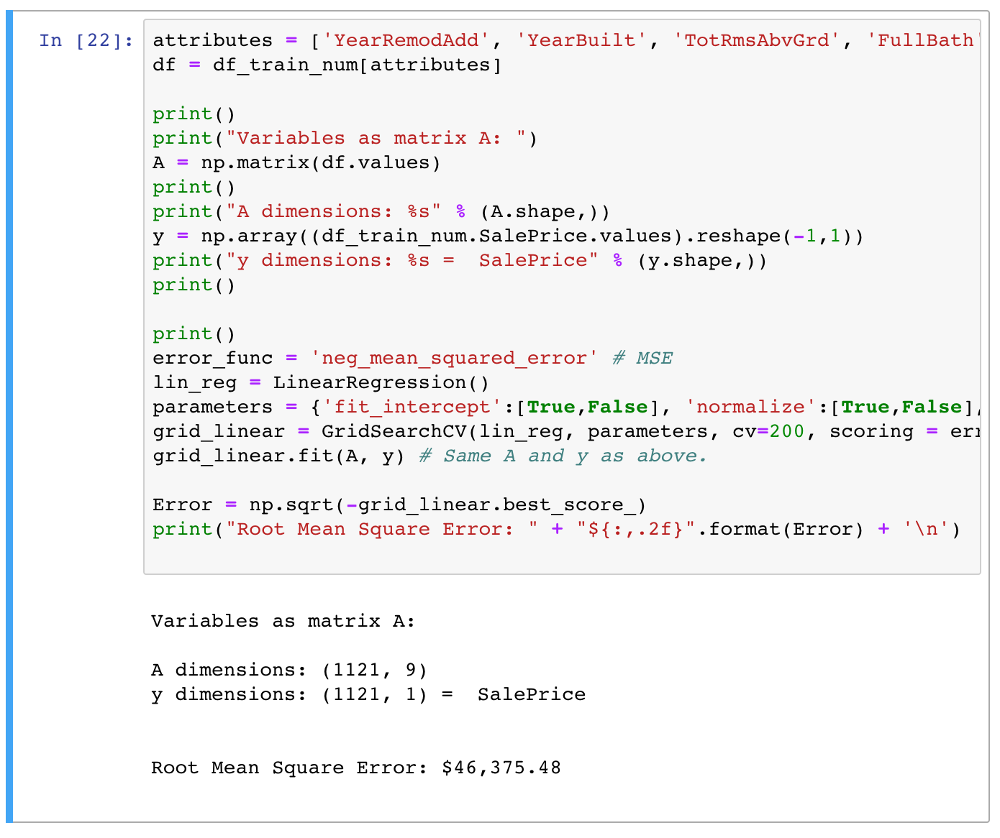 In [22]:
attributes = ['YearRemodAdd', 'YearBuilt', 'TotRmsAbvGrd', 'FullBath'
df = df_train_num[attributes]
print()
print("Variables as matrix A: ")
A = np.matrix(df.values)
print()
print("A dimensions: %s" % (A.shape,))
y = np.array((df_train_num.SalePrice.values).reshape(-1,1))
print("y dimensions: %s =  SalePrice" % (y.shape,))
print()
print()
error_func = 'neg_mean_squared_error' # MSE
lin_reg = LinearRegression()
parameters = {'fit_intercept':[True,False], 'normalize':[True,False],
grid_linear = GridSearchCV(lin_reg, parameters, cv=200, scoring =
grid_linear.fit(A, y) # Same A and y as above.
Error = np.sqrt(-grid_linear.best_score_)
print("Root Mean Square Error: " + "${:,.2f}".format(Error) + '\n')
Variables as matrix A:
A dimensions: (1121, 9)
y dimensions: (1121, 1) =  SalePrice
Root Mean Square Error: $46,375.48